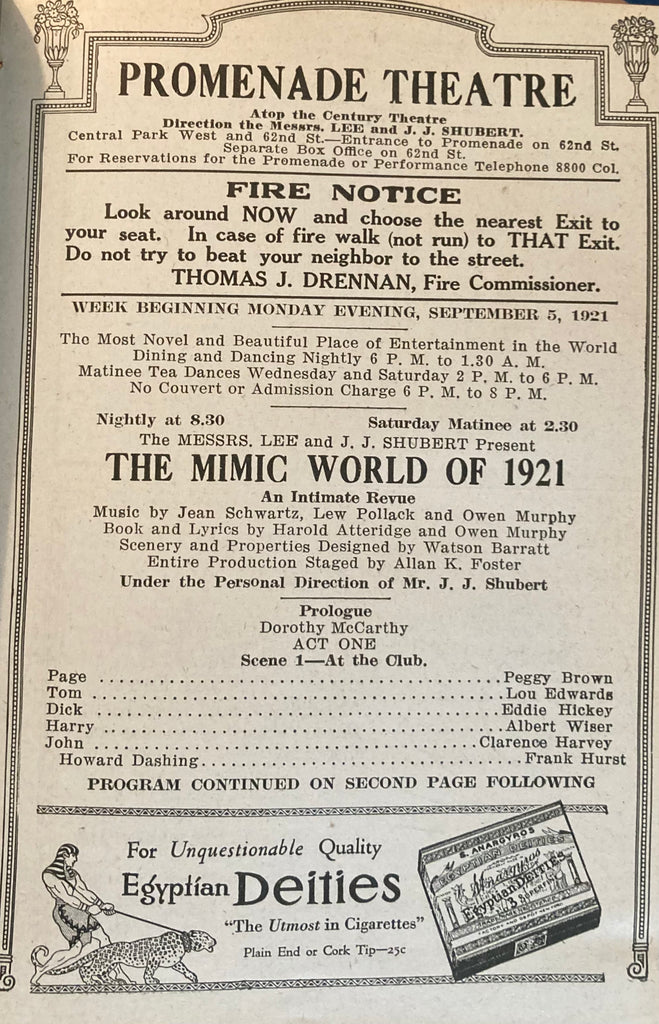 PROMENADE THEATRE
Atop the Century Theatre
Direction the Messrs. LEE and J. J. SHUBERT.
Central Park West and 62nd St.—Entrance to Promenade on 62nd St.
Separate Box Office on 62nd St.
For Reservations for the Promenade or Performance Telephone 8800 Col.
FIRE NOTICE
Look around NOW and choose the nearest Exit to
your seat. In case of fire walk (not run) to THAT Exit.
Do not try to beat your neighbor to the street.
THOMAS J. DRENNAN, Fire Commissioner.
WEEK BEGINNING MONDAY EVENING, SEPTEMBER 5, 1921
The Most Novel and Beautiful Place of Entertainment in the World
Dining and Dancing Nightly 6 P. M. to 1.30 A. M.
Matinee Tea Dances Wednesday and Saturday 2 P. M. to 6 P. M.
No Couvert or Admission Charge 6 P. M. to 8 P. M.
Nightly at 8.30 Saturday Matinee at 2.30
The MESSRS. LEE and J. J. SHUBERT Present
THE MIMIC WORLD OF 1921
An Intimate Revue
Music by Jean Schwartz, Lew Pollack and Owen Murphy
Book and Lyrics by Harold Atteridge and Owen Murphy
Scenery and Properties Designed by Watson Barratt
Entire Production Staged by Allan K. Foster
Under the Personal Direction of Mr. J. J. Shubert
Prologue
Dorothy McCarthy
ACT ONE
Scene 1—At the Club.
Page ........................................ Peggy Brown
Tom ........................................ Lou Edwards
Dick ........................................ Eddie Hickey
Harry ........................................ Albert Wiser
John ........................................ Clarence Harvey
Howard Dashing ........................................ Frank Hurst
PROGRAM CONTINUED ON SECOND PAGE FOLLOWING
For Unquestionable Quality
Egyptian Deities
"The Utmost in Cigarettes"
Plain End or Cork Tip—25c
S. ANARGYROS
EGYPTIAN DEITIES
Anargyros
Egyptian Deities